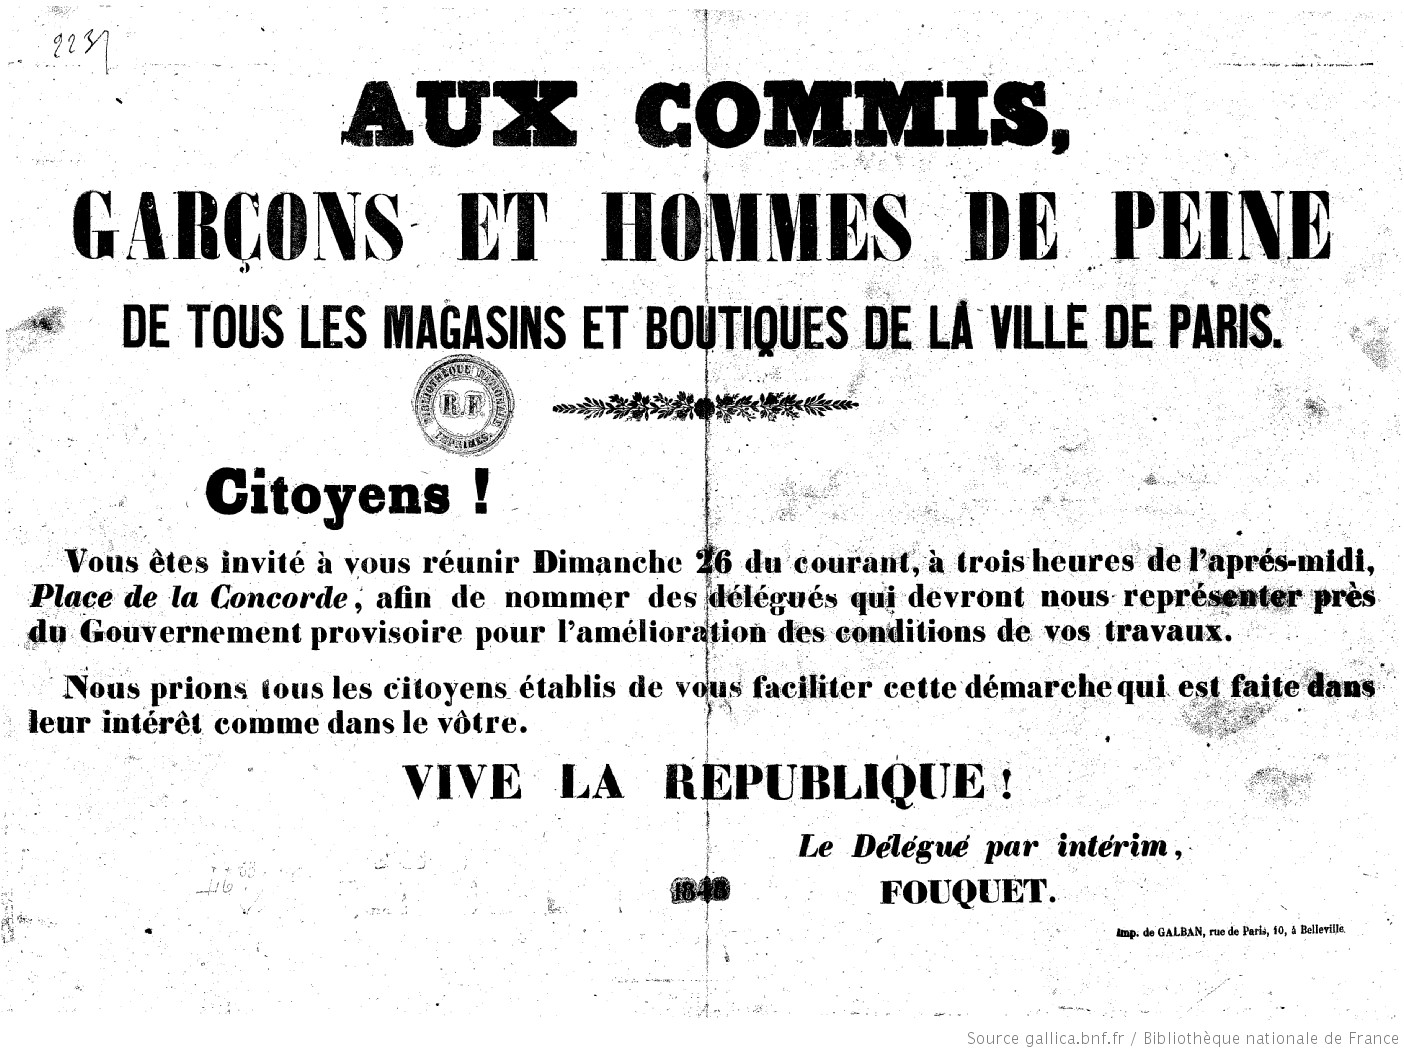 223
AUX COMMIS,
GARÇONS ET HOMMES DE PEINE
DE TOUS LES MAGASINS ET BOUTIQUES DE LA VILLE DE PARIS.
BIBLIOTHÈQUE NATIONALE
R.F.
IMPRIMÉS.
Citoyens !
Vous êtes invité à vous réunir Dimanche 26 du courant, à trois heures de l'aprés-midi,
Place de la Concorde, afin de nommer des délégués qui devront nous représenter près
du Gouvernement provisoire pour l'amélioration des conditions de vos travaux.
Nous prions tous les citoyens établis de vous faciliter cette démarche qui est faite dans
leur intérêt comme dans le vôtre.
VIVE LA REPUBLIQUE !
Le Délégué par intérim,
1848
FOUQUET.
Imp. de GALBAN, rue de Paris, 10, à Belleville.
Source gallica.bnf.fr / Bibliothèque nationale de France